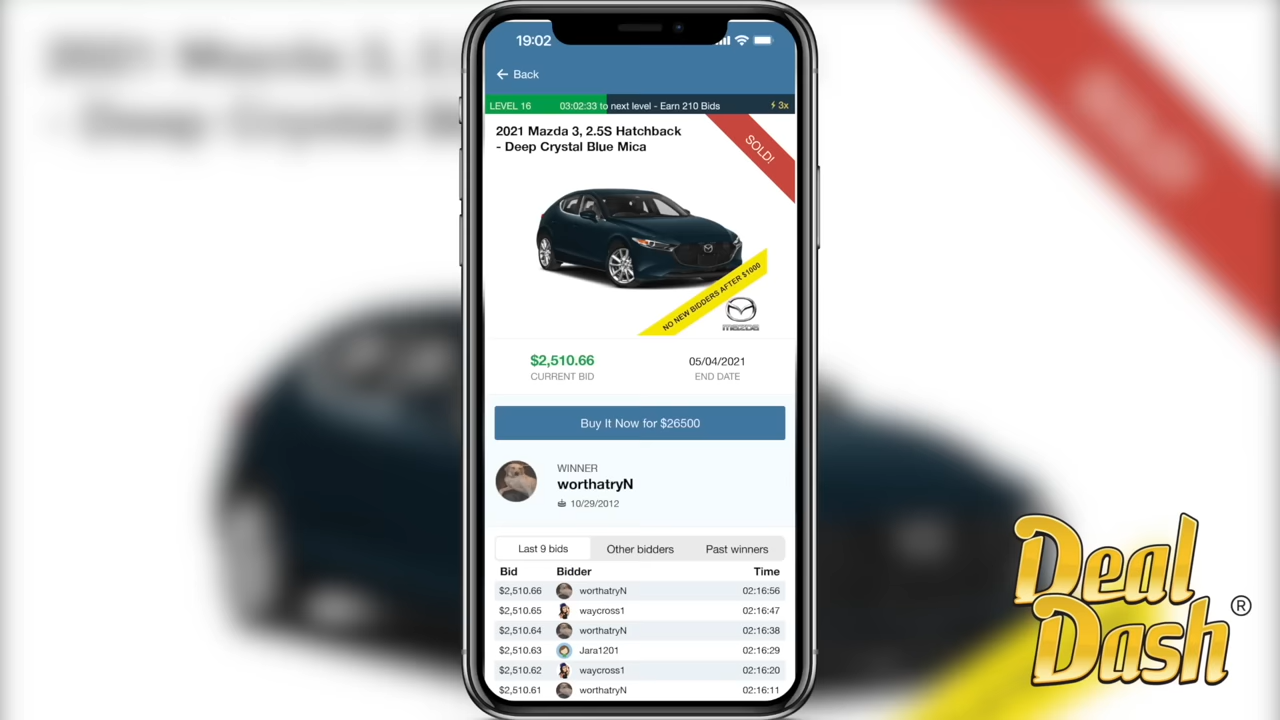 19:02
Back
LEVEL 16
03:02:33 to next level - Earn 210 Bids
3x
2021 Mazda 3, 2.5S Hatchback
- Deep Crystal Blue Mica
SOLD!
NO NEW BIDDERS AFTER $1000
mazda
$2,510.66
CURRENT BID
05/04/2021
END DATE
Buy It Now for $26500
WINNER
worthatryN
10/29/2012
Last 9 bids
Other bidders
Past winners
Bid Bidder Time
$2,510.66 worthatryN 02:16:56
$2,510.65 waycross1 02:16:47
$2,510.64 worthatryN 02:16:38
$2,510.63 Jara1201 02:16:29
$2,510.62 waycross1 02:16:20
$2,510.61 worthatryN 02:16:11
Deal
Dash®